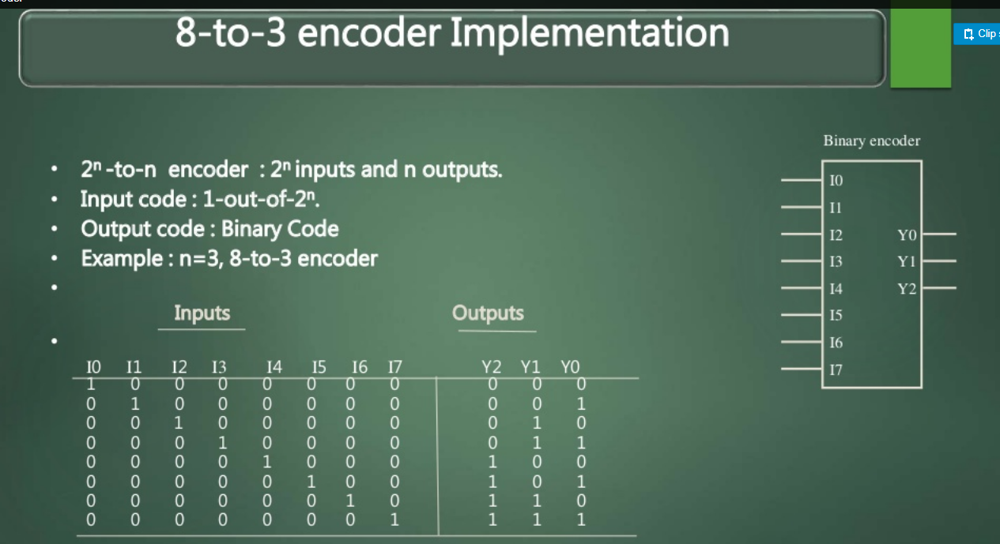 8-to-3 encoder Implementation
Clip
Binary encoder
• 2ⁿ -to-n encoder : 2ⁿ inputs and n outputs.
• Input code : 1-out-of-2ⁿ.
• Output code : Binary Code
• Example : n=3, 8-to-3 encoder
•
Inputs Outputs
•
I0 I1 I2 I3 I4 I5 I6 I7 Y2 Y1 Y0
1 0 0 0 0 0 0 0 0 0 0
0 1 0 0 0 0 0 0 0 0 1
0 0 1 0 0 0 0 0 0 1 0
0 0 0 1 0 0 0 0 0 1 1
0 0 0 0 1 0 0 0 1 0 0
0 0 0 0 0 1 0 0 1 0 1
0 0 0 0 0 0 1 0 1 1 0
0 0 0 0 0 0 0 1 1 1 1
I0
I1
I2 Y0
I3 Y1
I4 Y2
I5
I6
I7